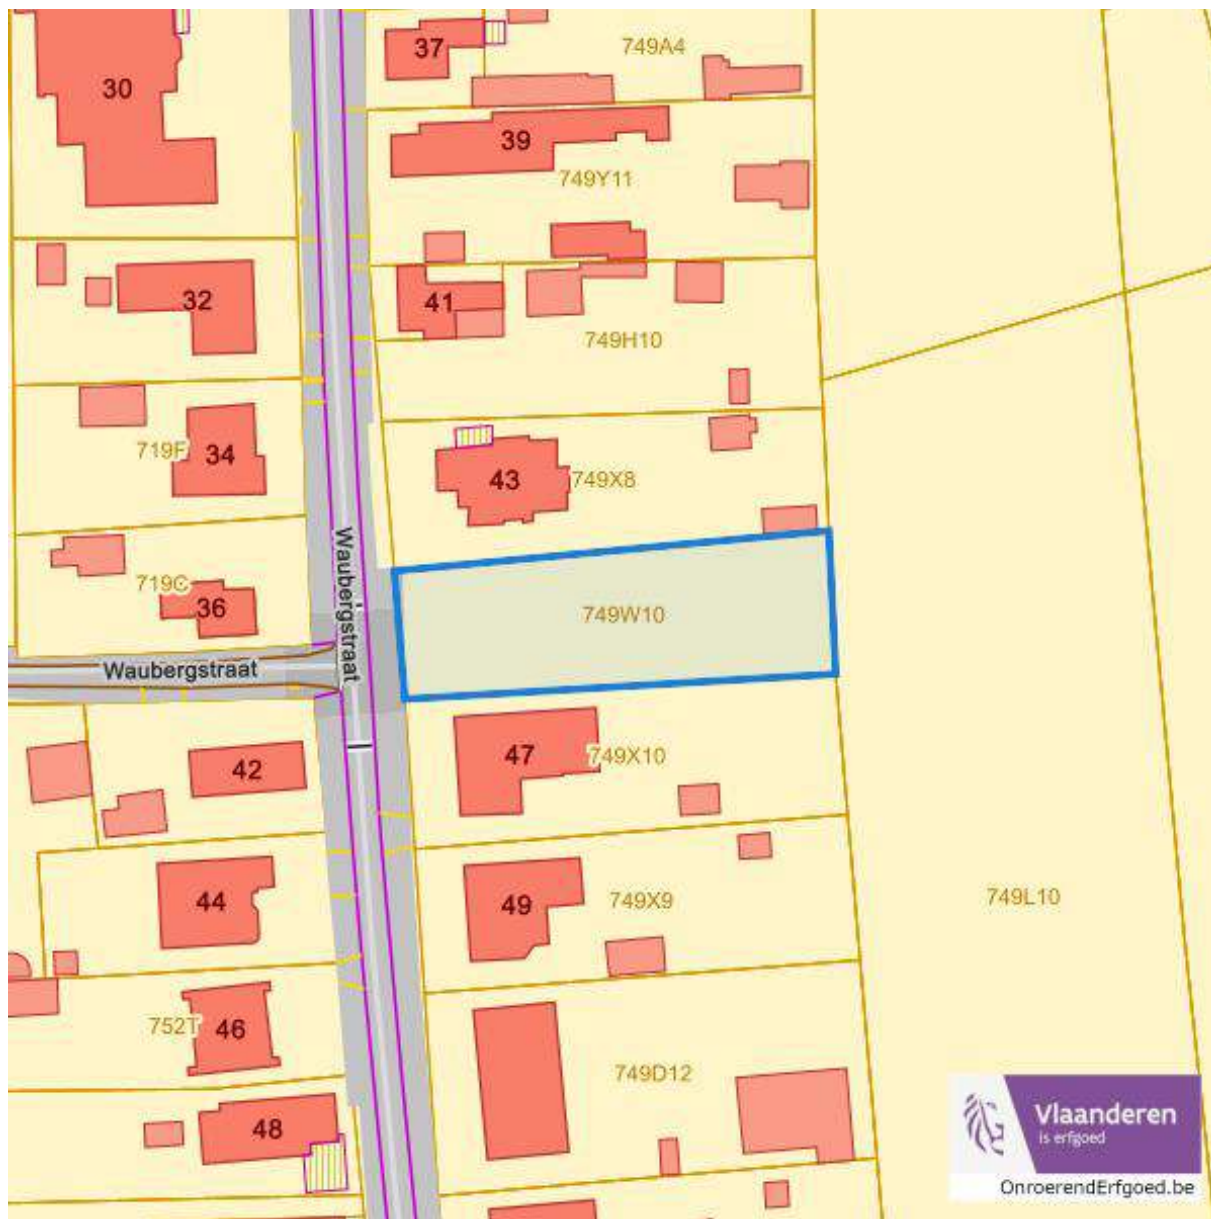 37
749A4
30
39
749Y11
32
41
749H10
719F
34
43
749X8
Waubergstraat
719C
36
749W10
Waubergstraat
42
47
749X10
44
49
749X9
749L10
752T
46
749D12
48
Vlaanderen
is erfgoed
OnroerendErfgoed.be